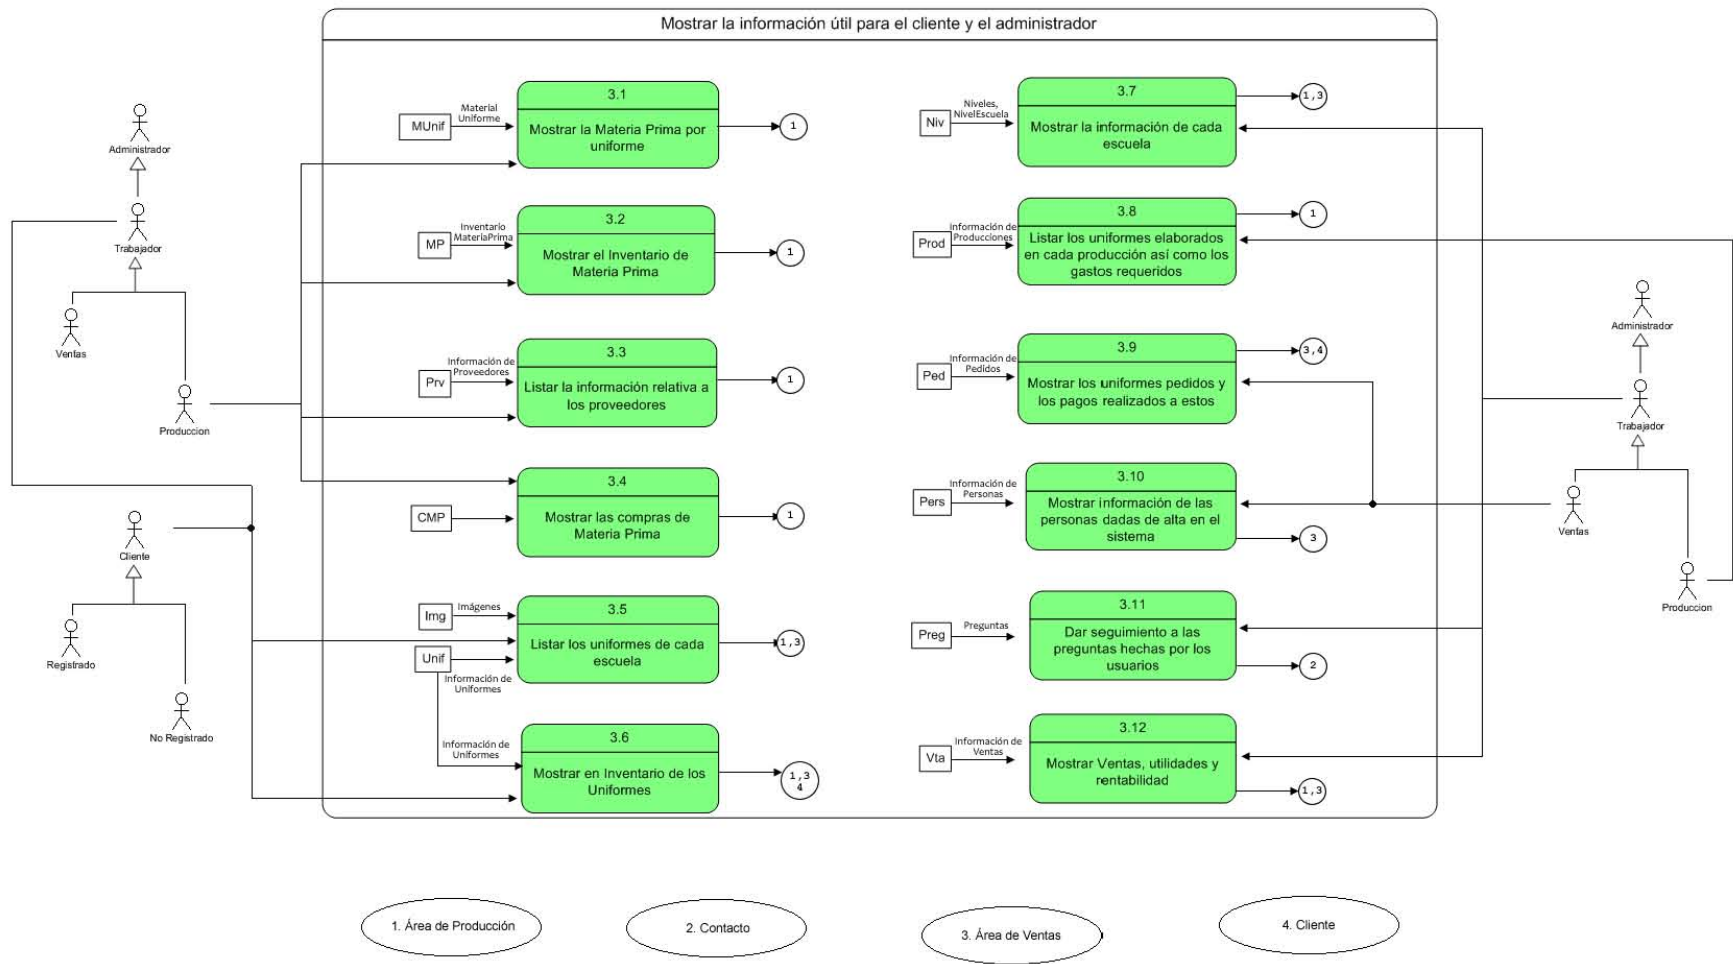 Mostrar la información útil para el cliente y el administrador
Administrador
Trabajador
Ventas
Produccion
Cliente
Registrado
No Registrado
MUnif
Material
Uniforme
3.1
Mostrar la Materia Prima por
uniforme
1
MP
Inventario
MateriaPrima
3.2
Mostrar el Inventario de
Materia Prima
1
Prv
Información de
Proveedores
3.3
Listar la información relativa a
los proveedores
1
CMP
3.4
Mostrar las compras de
Materia Prima
1
Img
Imágenes
Unif
Información de
Uniformes
3.5
Listar los uniformes de cada
escuela
1,3
Información de
Uniformes
3.6
Mostrar en Inventario de los
Uniformes
1,3
4
Niv
Niveles,
NivelEscuela
3.7
Mostrar la información de cada
escuela
1,3
Prod
Información de
Producciones
3.8
Listar los uniformes elaborados
en cada producción así como los
gastos requeridos
1
Ped
Información de
Pedidos
3.9
Mostrar los uniformes pedidos y
los pagos realizados a estos
3,4
Pers
Información de
Personas
3.10
Mostrar información de las
personas dadas de alta en el
sistema
3
Preg
Preguntas
3.11
Dar seguimiento a las
preguntas hechas por los
usuarios
2
Vta
Información de
Ventas
3.12
Mostrar Ventas, utilidades y
rentabilidad
1,3
Administrador
Trabajador
Ventas
Produccion
1. Área de Producción
2. Contacto
3. Área de Ventas
4. Cliente